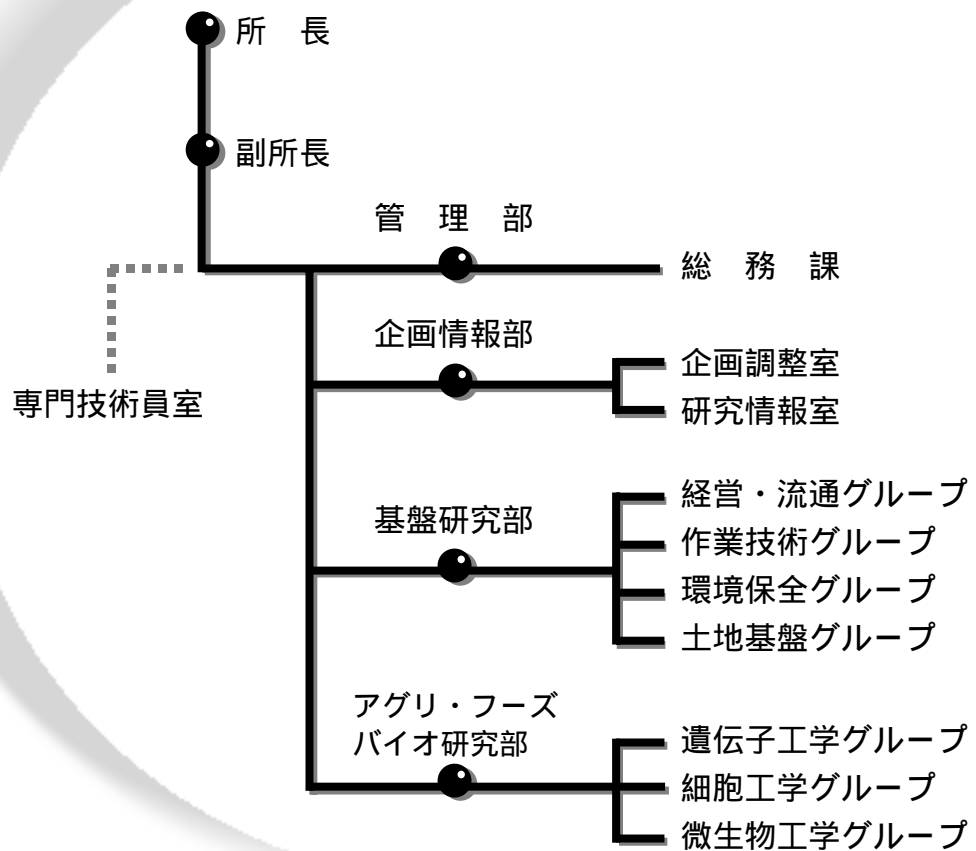 所　長
副所長
管　理　部
総　務　課
企画情報部
企画調整室
研究情報室
専門技術員室
基盤研究部
経営・流通グループ
作業技術グループ
環境保全グループ
土地基盤グループ
アグリ・フーズ
バイオ研究部
遺伝子工学グループ
細胞工学グループ
微生物工学グループ